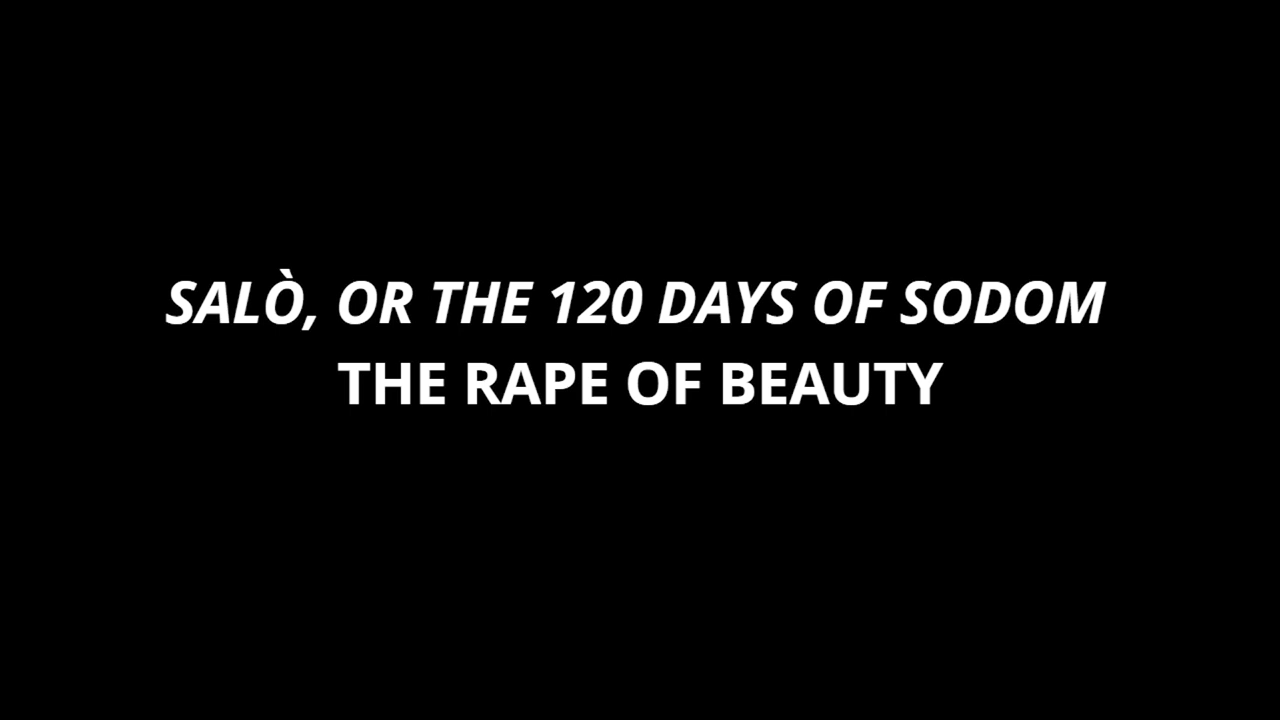 SALÒ, OR THE 120 DAYS OF SODOM
THE RAPE OF BEAUTY